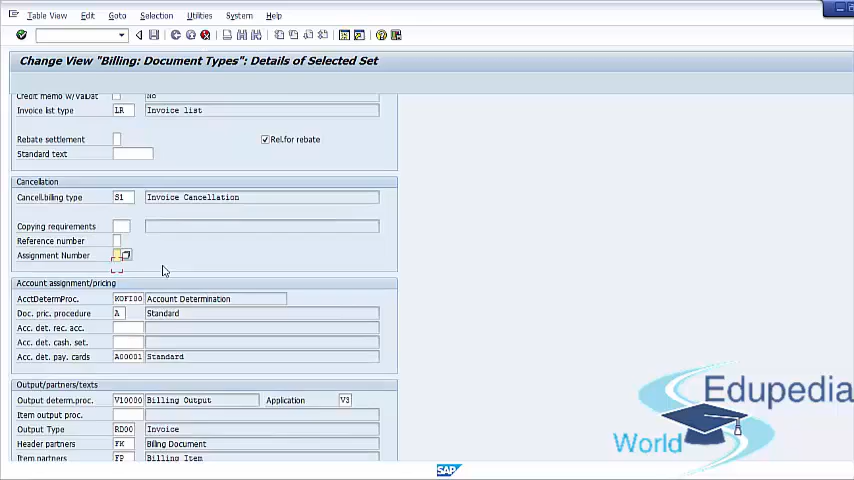 Table View Edit Goto Selection Utilities System Help
Change View "Billing: Document Types": Details of Selected Set
Credit memo w/ValDat No
Invoice list type LR Invoice list
Rebate settlement Rel.for rebate
Standard text
Cancellation
Cancell.billing type S1 Invoice Cancellation
Copying requirements
Reference number
Assignment Number
Account assignment/pricing
AcctDetermProc. KOFI00 Account Determination
Doc. pric. procedure A Standard
Acc. det. rec. acc.
Acc. det. cash. set.
Acc. det. pay. cards A00001 Standard
Output/partners/texts
Output determ.proc. V10000 Billing Output Application V3
Item output proc.
Output Type RD00 Invoice
Header partners FK Billing Document
Item partners FP Billing Item
Edupedia
World
SAP